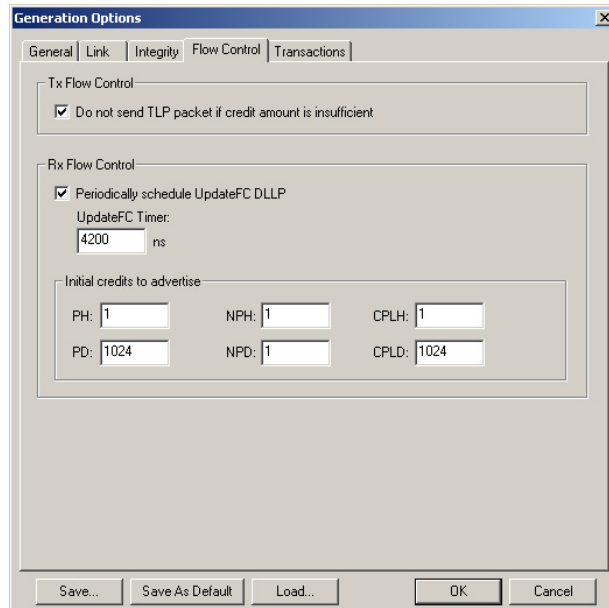 Generation Options
General Link Integrity Flow Control Transactions
Tx Flow Control
Do not send TLP packet if credit amount is insufficient
Rx Flow Control
Periodically schedule UpdateFC DLLP
UpdateFC Timer:
4200 ns
Initial credits to advertise
PH: 1 NPH: 1 CPLH: 1
PD: 1024 NPD: 1 CPLD: 1024
Save... Save As Default Load... OK Cancel